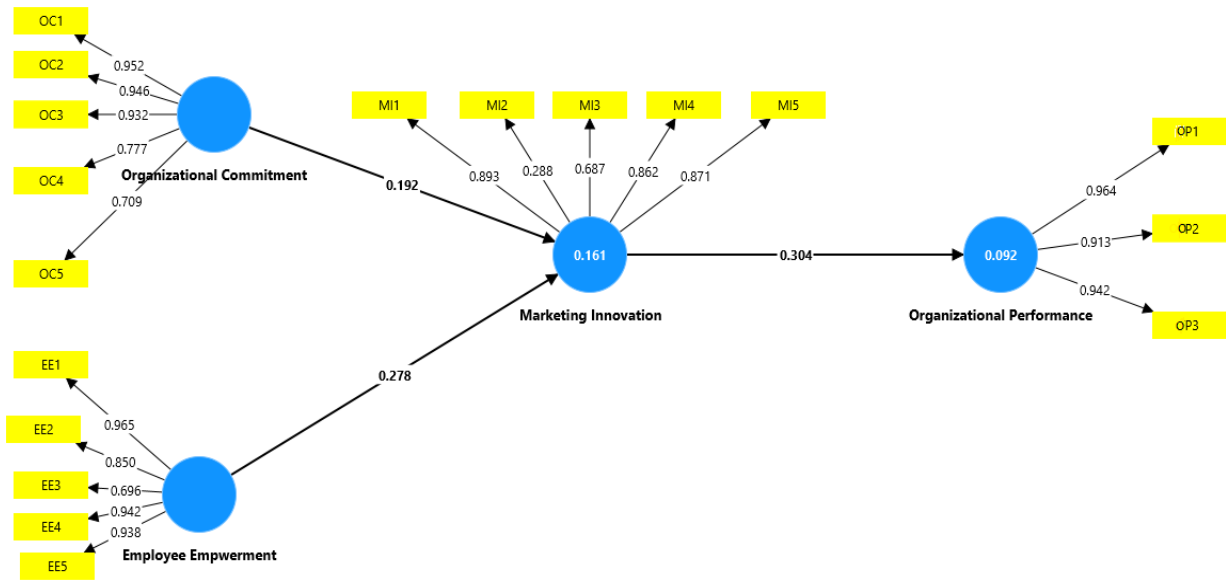 OC1
0.952
OC2
0.946
OC3
0.932
OC4
0.777
OC5
0.709
Organizational Commitment
0.192
MI1
MI2
MI3
MI4
MI5
0.893
0.288
0.687
0.862
0.871
0.161
Marketing Innovation
0.304
0.092
Organizational Performance
OP1
0.964
OP2
0.913
OP3
0.942
EE1
0.965
EE2
0.850
EE3
0.696
EE4
0.942
EE5
0.938
Employee Empwerment
0.278